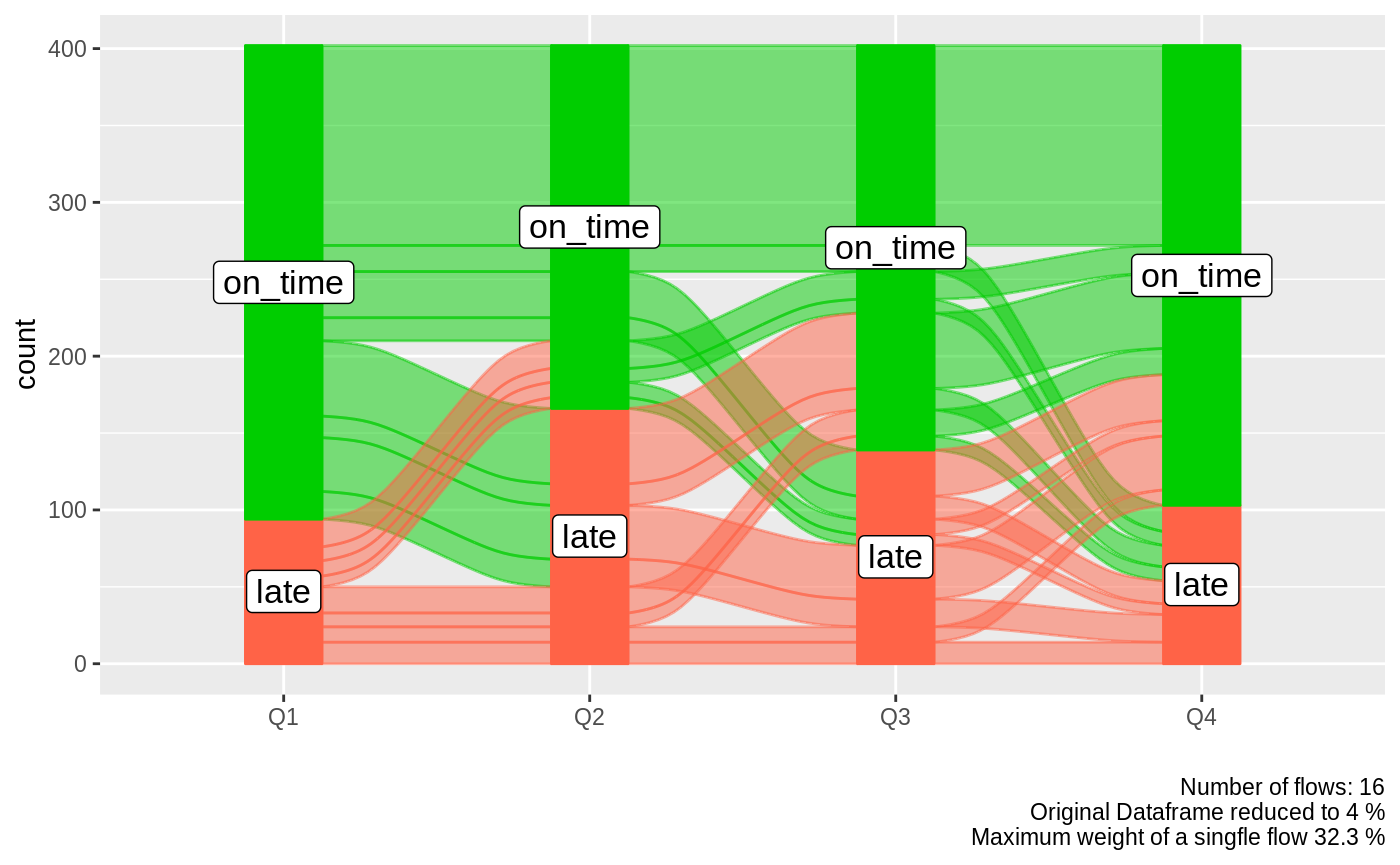 400
300
200
100
0
count
on_time
on_time
on_time
on_time
late
late
late
late
Q1
Q2
Q3
Q4
Number of flows: 16
Original Dataframe reduced to 4 %
Maximum weight of a singfle flow 32.3 %